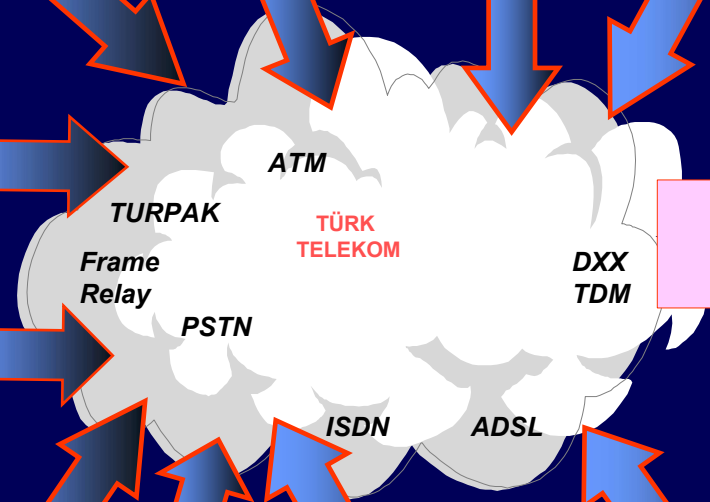 ATM
TURPAK
TÜRK
TELEKOM
Frame
Relay
DXX
TDM
PSTN
ISDN
ADSL